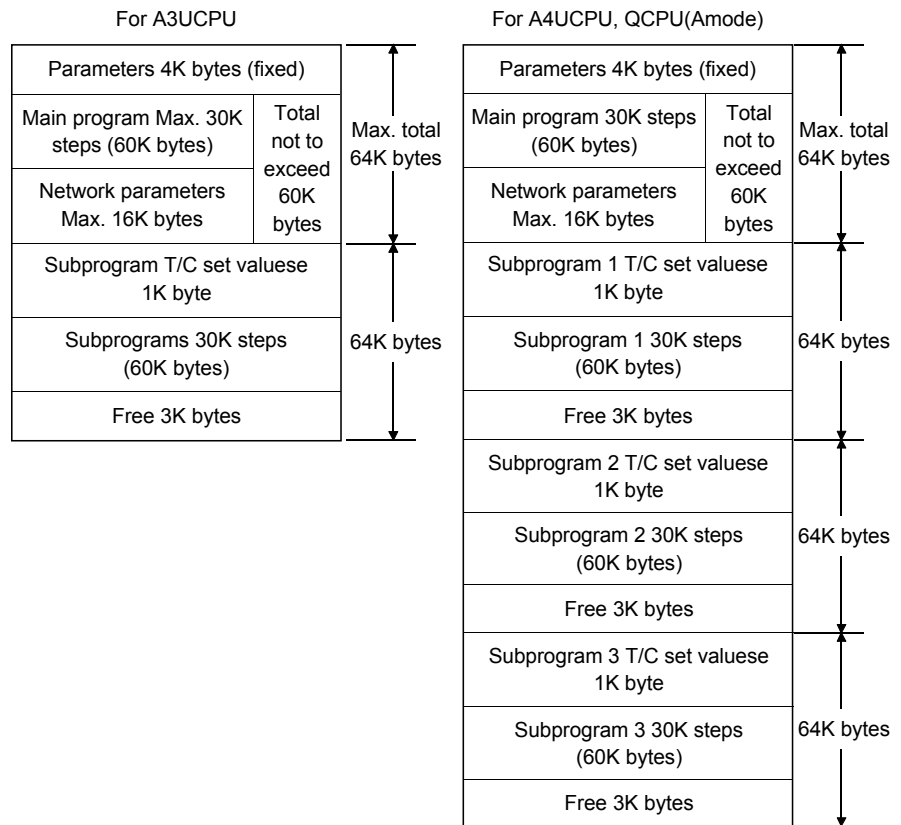 For A3UCPU
Parameters 4K bytes (fixed)
Main program Max. 30K
steps (60K bytes)
Network parameters
Max. 16K bytes
Total
not to
exceed
60K
bytes
Max. total
64K bytes
Subprogram T/C set valuese
1K byte
Subprograms 30K steps
(60K bytes)
Free 3K bytes
64K bytes
For A4UCPU, QCPU(Amode)
Parameters 4K bytes (fixed)
Main program 30K steps
(60K bytes)
Network parameters
Max. 16K bytes
Total
not to
exceed
60K
bytes
Max. total
64K bytes
Subprogram 1 T/C set valuese
1K byte
Subprogram 1 30K steps
(60K bytes)
Free 3K bytes
64K bytes
Subprogram 2 T/C set valuese
1K byte
Subprogram 2 30K steps
(60K bytes)
Free 3K bytes
64K bytes
Subprogram 3 T/C set valuese
1K byte
Subprogram 3 30K steps
(60K bytes)
Free 3K bytes
64K bytes